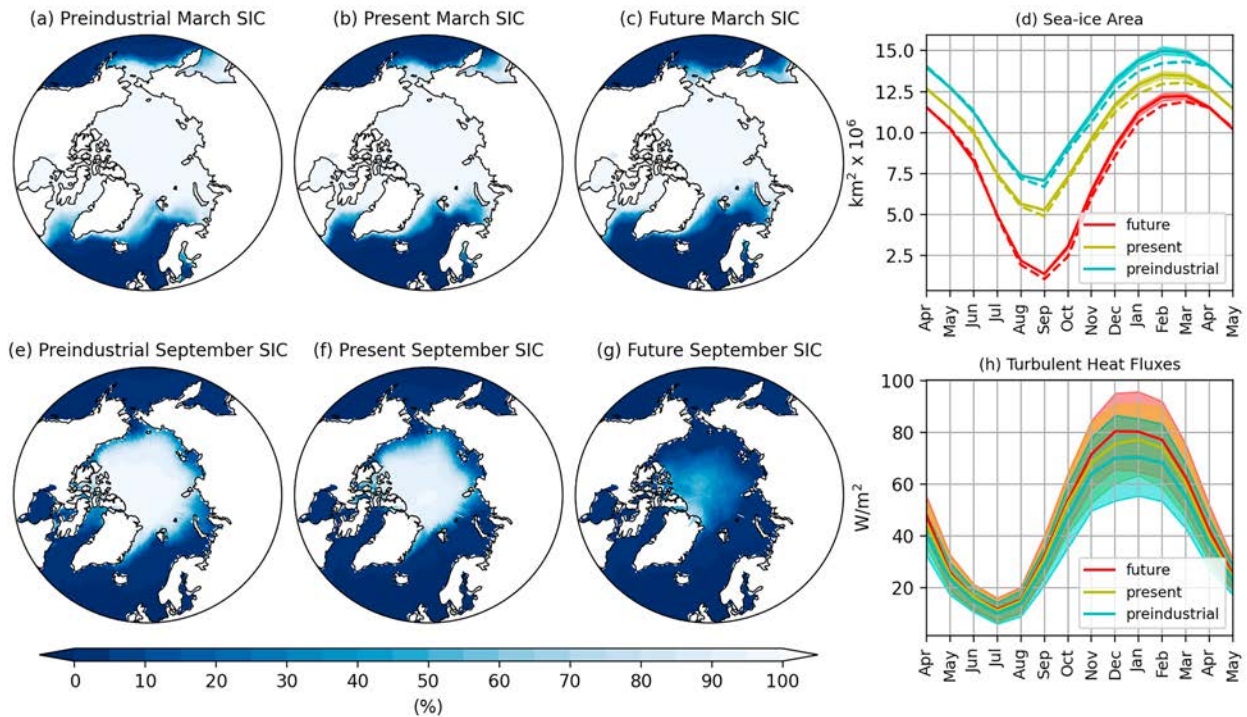 (a) Preindustrial March SIC
(b) Present March SIC
(c) Future March SIC
(d) Sea-ice Area
15.0
12.5
10.0
7.5
5.0
2.5
km² x 10⁶
future
present
preindustrial
Apr
May
Jun
Jul
Aug
Sep
Oct
Nov
Dec
Jan
Feb
Mar
Apr
May
(e) Preindustrial September SIC
(f) Present September SIC
(g) Future September SIC
(h) Turbulent Heat Fluxes
100
80
60
40
20
W/m²
future
present
preindustrial
Apr
May
Jun
Jul
Aug
Sep
Oct
Nov
Dec
Jan
Feb
Mar
Apr
May
0 10 20 30 40 50 60 70 80 90 100
(%)